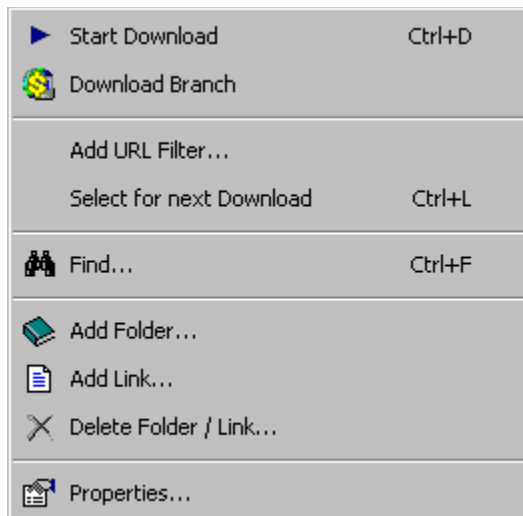 Start Download Ctrl+D
Download Branch
Add URL Filter...
Select for next Download Ctrl+L
Find... Ctrl+F
Add Folder...
Add Link...
Delete Folder / Link...
Properties...